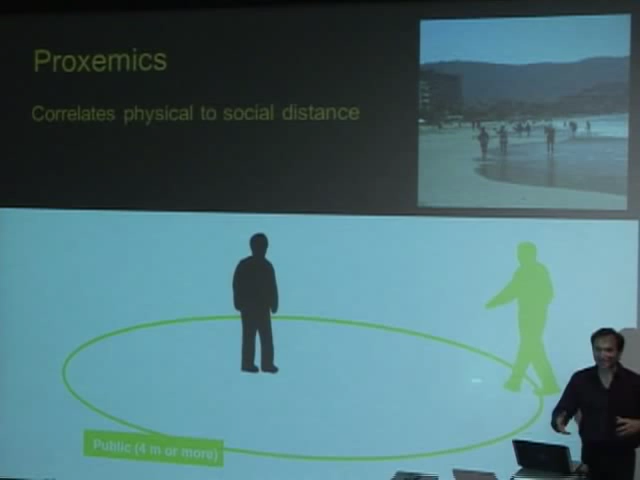 Proxemics
Correlates physical to social distance
Public (4 m or more)